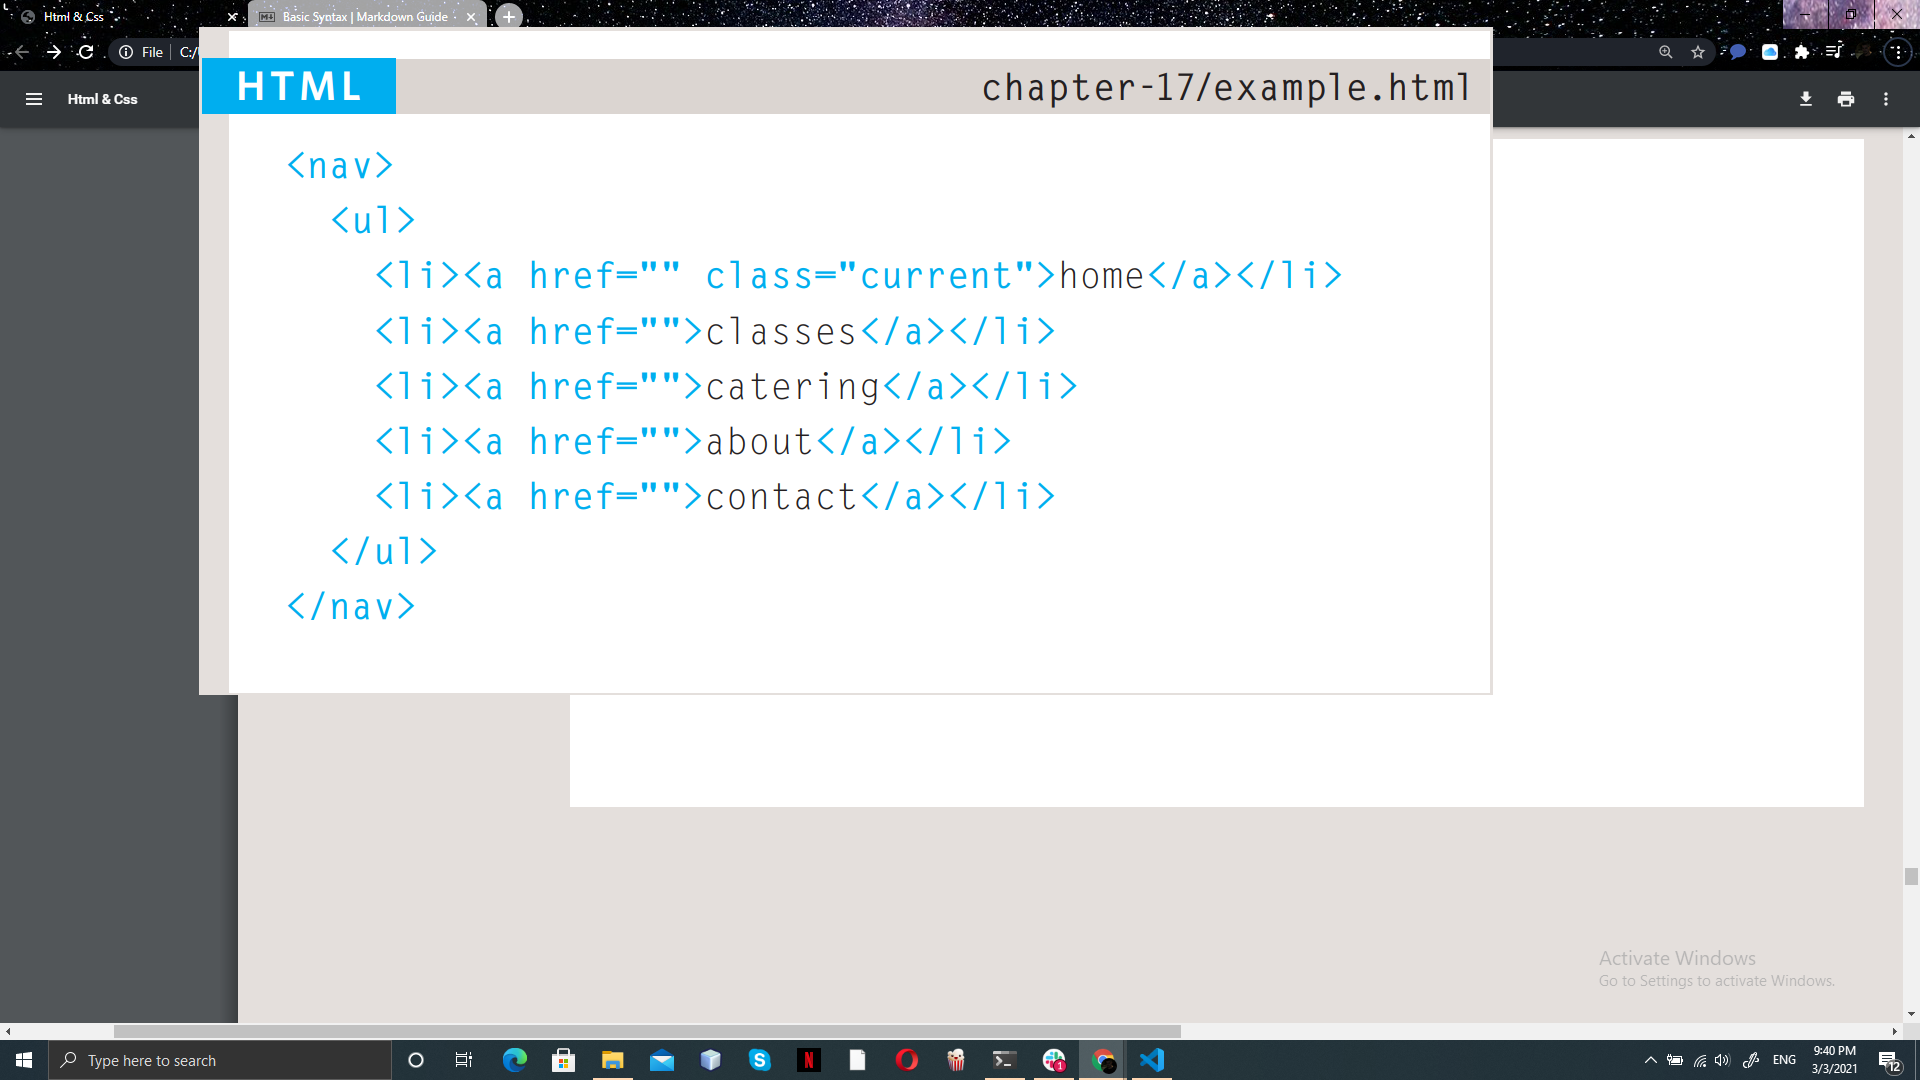 Html & Css
Basic Syntax | Markdown Guide
File
C:/
Html & Css
HTML
chapter-17/example.html
<nav>
<ul>
<li><a href="" class="current">home</a></li>
<li><a href="">classes</a></li>
<li><a href="">catering</a></li>
<li><a href="">about</a></li>
<li><a href="">contact</a></li>
</ul>
</nav>
Activate Windows
Go to Settings to activate Windows.
Type here to search
ENG
9:40 PM
3/3/2021
12